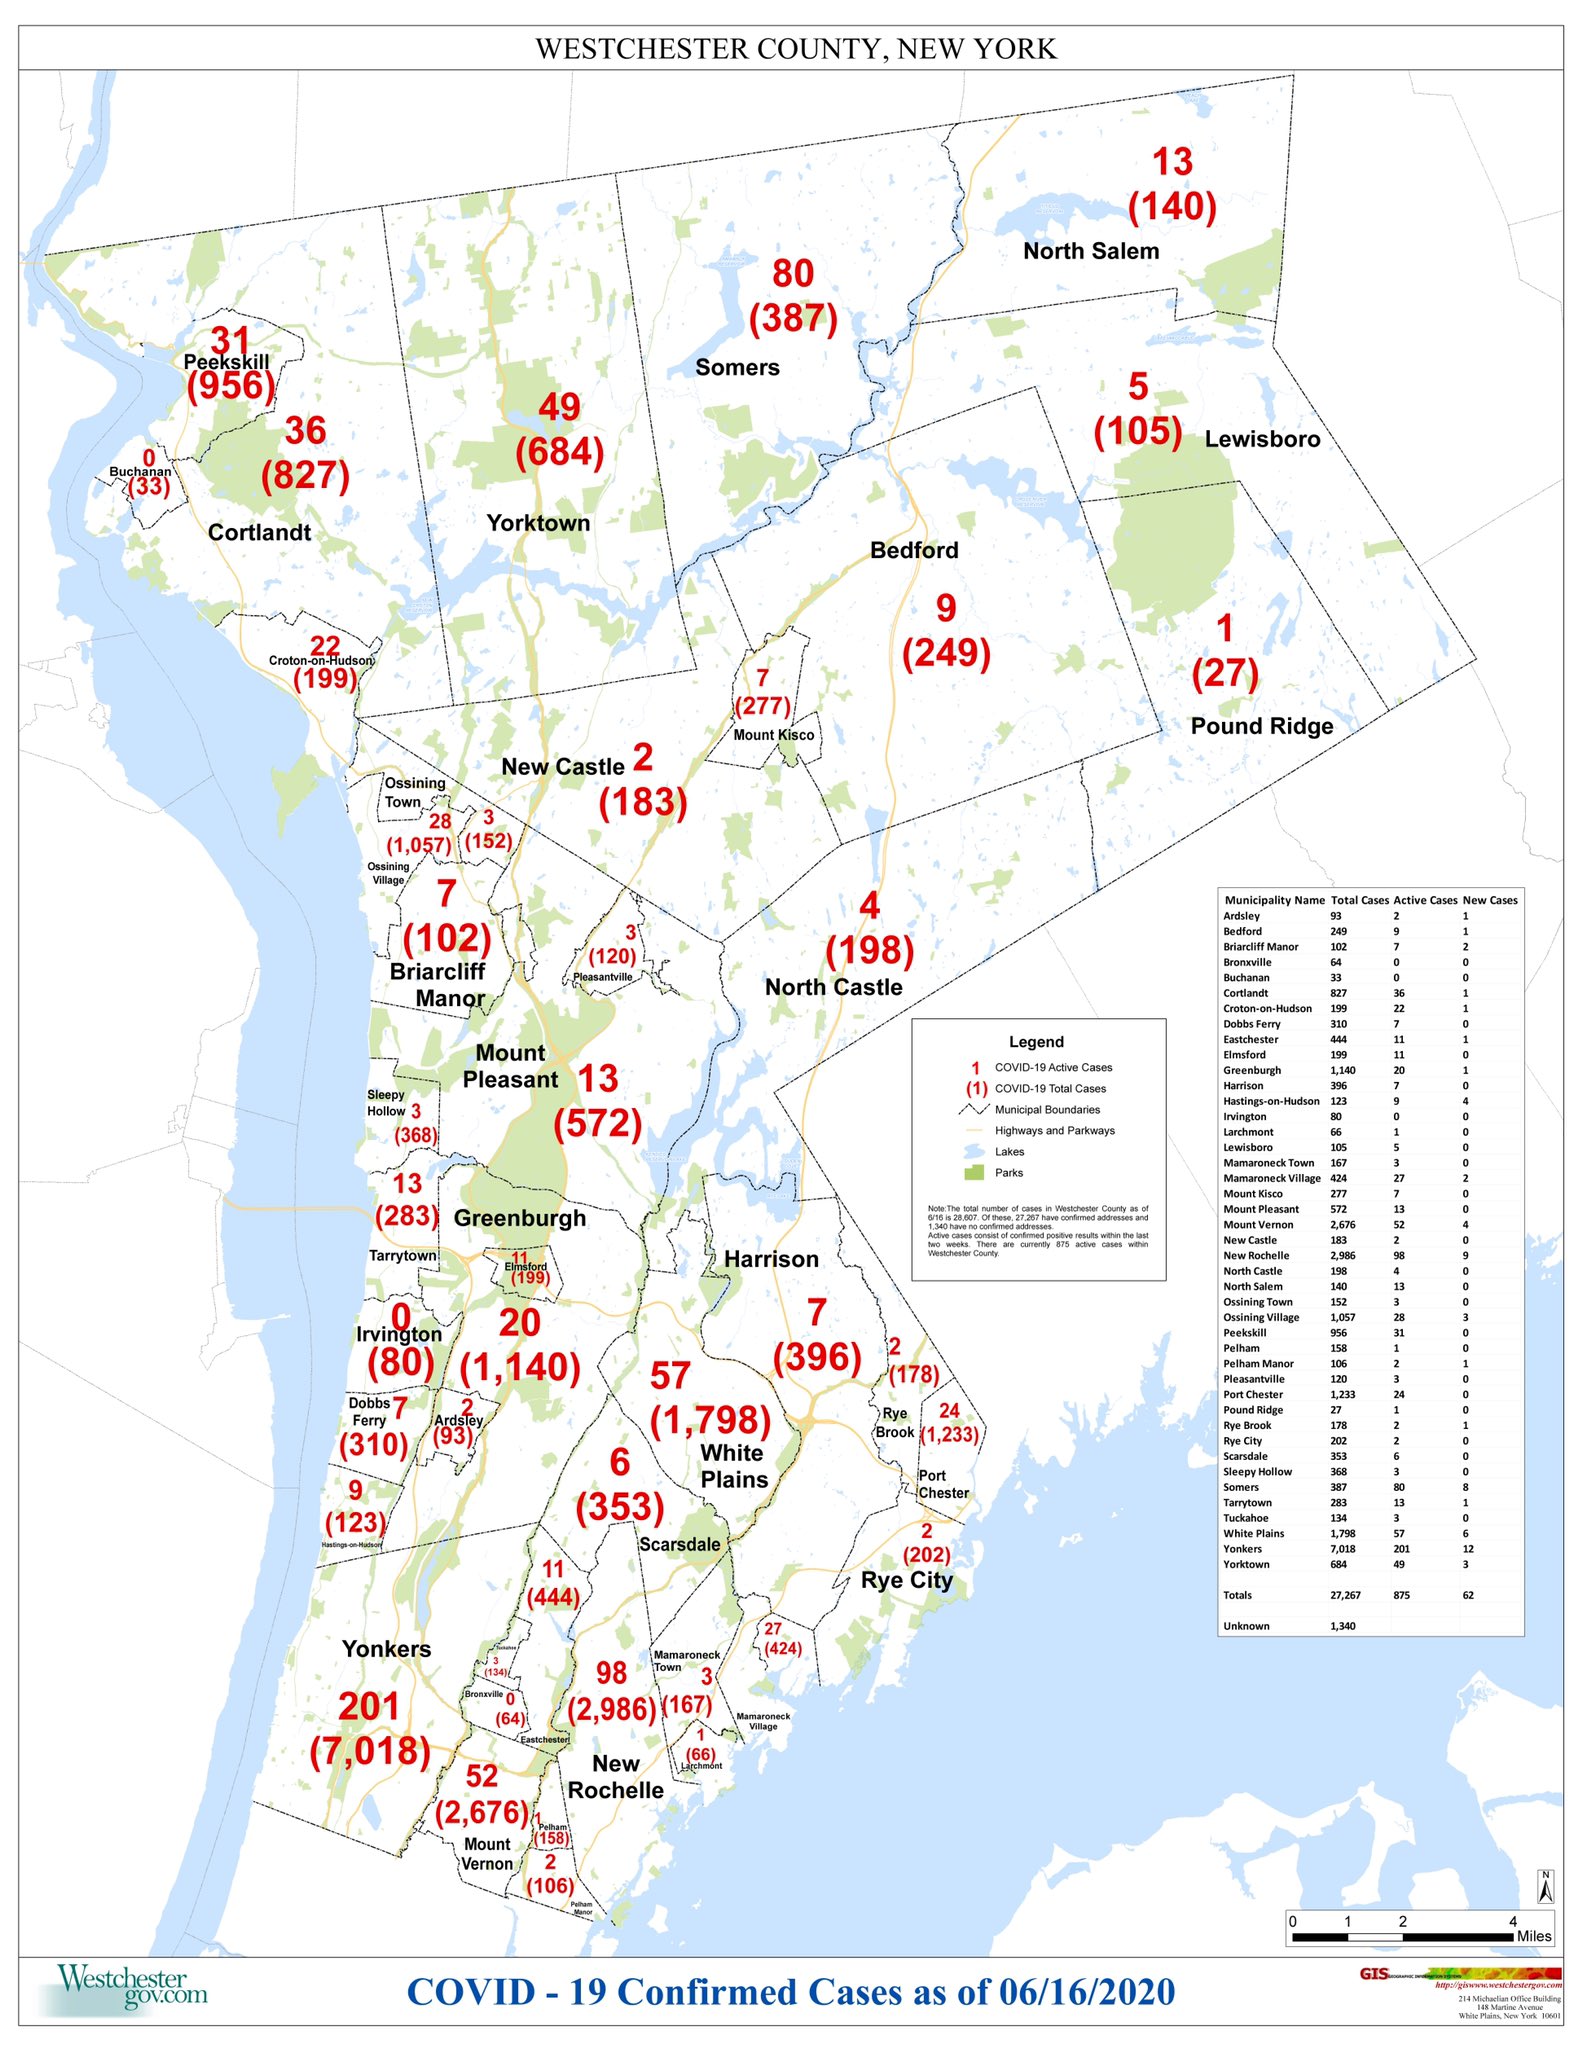 WESTCHESTER COUNTY, NEW YORK
13
(140)
North Salem
80
(387)
Somers
31
Peekskill
(956)
36
(827)
Cortlandt
0
Buchanan
(33)
49
(684)
Yorktown
5
(105)
Lewisboro
Bedford
9
(249)
1
(27)
Pound Ridge
22
Croton-on-Hudson
(199)
7
(277)
Mount Kisco
New Castle
2
(183)
Ossining
Town
28
(1,057)
3
(152)
Ossining
Village
7
(102)
Briarcliff
Manor
3
(120)
Pleasantville
4
(198)
North Castle
Mount
Pleasant
13
(572)
Sleepy
Hollow
3
(368)
13
(283)
Tarrytown
Greenburgh
11
Elmsford
(199)
20
(1,140)
0
Irvington
(80)
Dobbs
Ferry
7
(310)
2
Ardsley
(93)
9
(123)
Hastings-on-Hudson
Harrison
7
(396)
57
(1,798)
White
Plains
2
(178)
Rye
Brook
24
(1,233)
Port
Chester
6
(353)
Scarsdale
2
(202)
Rye City
11
(444)
27
(424)
Mamaroneck
Village
Mamaroneck
Town
3
(167)
1
(66)
Larchmont
Yonkers
201
(7,018)
Tuckahoe
3
(134)
Bronxville
0
(64)
Eastchester
98
(2,986)
New
Rochelle
52
(2,676)
Mount
Vernon
1
Pelham
(158)
2
(106)
Pelham
Manor
Legend
1 COVID-19 Active Cases
(1) COVID-19 Total Cases
Municipal Boundaries
Highways and Parkways
Lakes
Parks
Note:The total number of cases in Westchester County as of
6/16 is 28,607. Of these, 27,267 have confirmed addresses and
1,340 have no confirmed addresses.
Active cases consist of confirmed positive results within the last
two weeks. There are currently 875 active cases within
Westchester County.
Municipality Name Total Cases Active Cases New Cases
Ardsley 93 2 1
Bedford 249 9 1
Briarcliff Manor 102 7 2
Bronxville 64 0 0
Buchanan 33 0 0
Cortlandt 827 36 1
Croton-on-Hudson 199 22 1
Dobbs Ferry 310 7 0
Eastchester 444 11 1
Elmsford 199 11 0
Greenburgh 1,140 20 1
Harrison 396 7 0
Hastings-on-Hudson 123 9 4
Irvington 80 0 0
Larchmont 66 1 0
Lewisboro 105 5 0
Mamaroneck Town 167 3 0
Mamaroneck Village 424 27 2
Mount Kisco 277 7 0
Mount Pleasant 572 13 0
Mount Vernon 2,676 52 4
New Castle 183 2 0
New Rochelle 2,986 98 9
North Castle 198 4 0
North Salem 140 13 0
Ossining Town 152 3 0
Ossining Village 1,057 28 3
Peekskill 956 31 0
Pelham 158 1 0
Pelham Manor 106 2 1
Pleasantville 120 3 0
Port Chester 1,233 24 0
Pound Ridge 27 1 0
Rye Brook 178 2 1
Rye City 202 2 0
Scarsdale 353 6 0
Sleepy Hollow 368 3 0
Somers 387 80 8
Tarrytown 283 13 1
Tuckahoe 134 3 0
White Plains 1,798 57 6
Yonkers 7,018 201 12
Yorktown 684 49 3
Totals 27,267 875 62
Unknown 1,340
N
0 1 2 4
Miles
Westchester
gov.com
COVID - 19 Confirmed Cases as of 06/16/2020
GIS GEOGRAPHIC INFORMATION SYSTEMS
http://giswww.westchestergov.com
214 Michaelian Office Building
148 Martine Avenue
White Plains, New York 10601